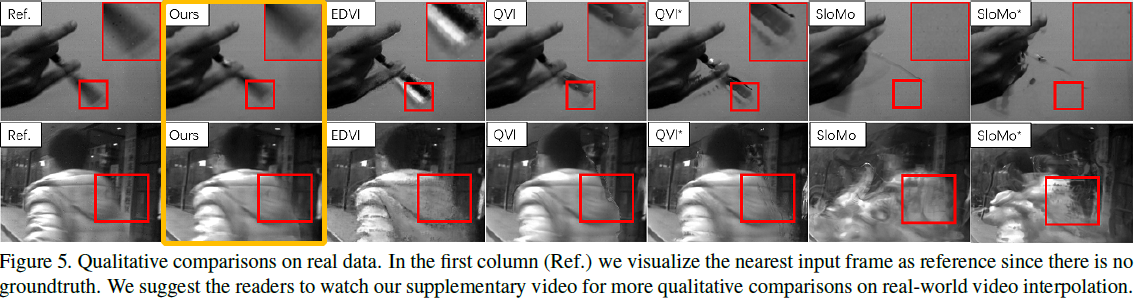 Ref. Ours EDVI QVI QVI* SloMo SloMo*
Ref. Ours EDVI QVI QVI* SloMo SloMo*
Figure 5. Qualitative comparisons on real data. In the first column (Ref.) we visualize the nearest input frame as reference since there is no
groundtruth. We suggest the readers to watch our supplementary video for more qualitative comparisons on real-world video interpolation.